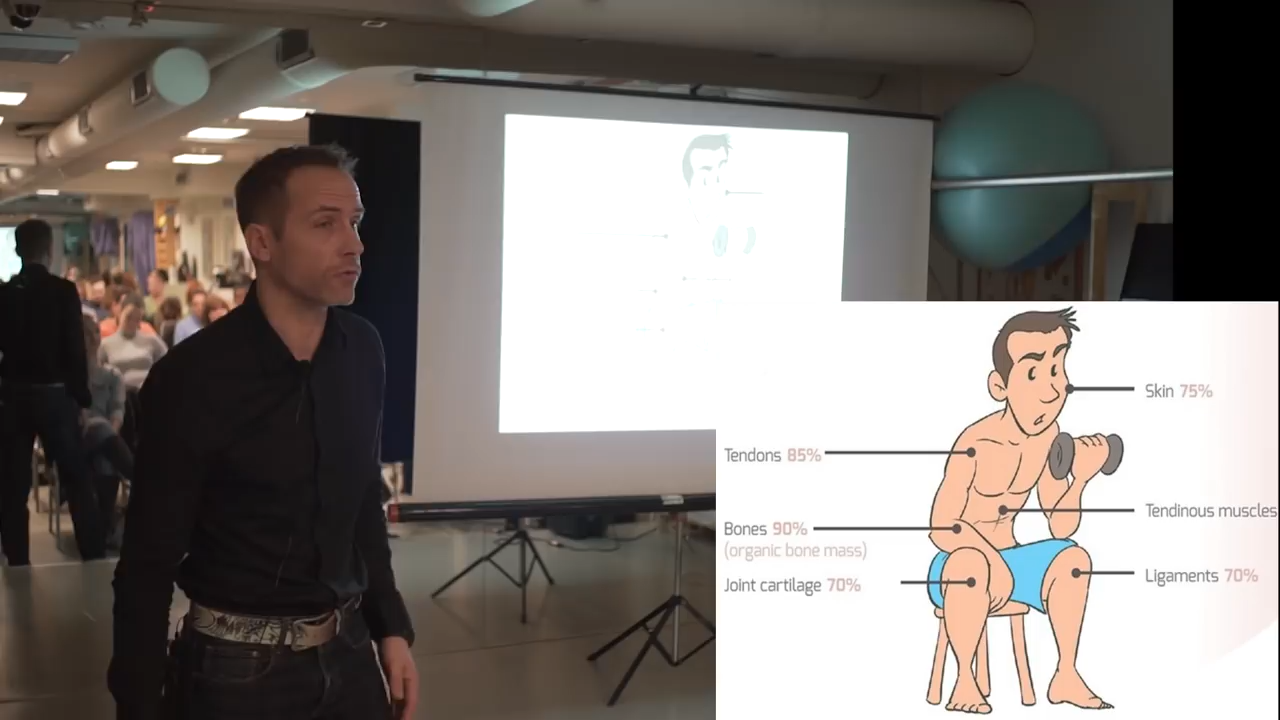 Skin 75%
Tendons 85%
Tendinous muscles
Bones 90%
(organic bone mass)
Joint cartilage 70%
Ligaments 70%